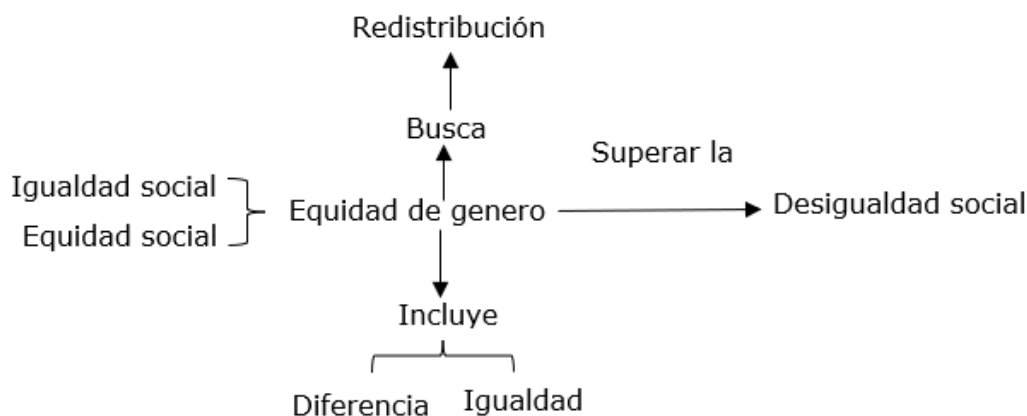 Redistribución
Busca
Superar la
Igualdad social
Equidad de genero
Desigualdad social
Equidad social
Incluye
Diferencia
Igualdad